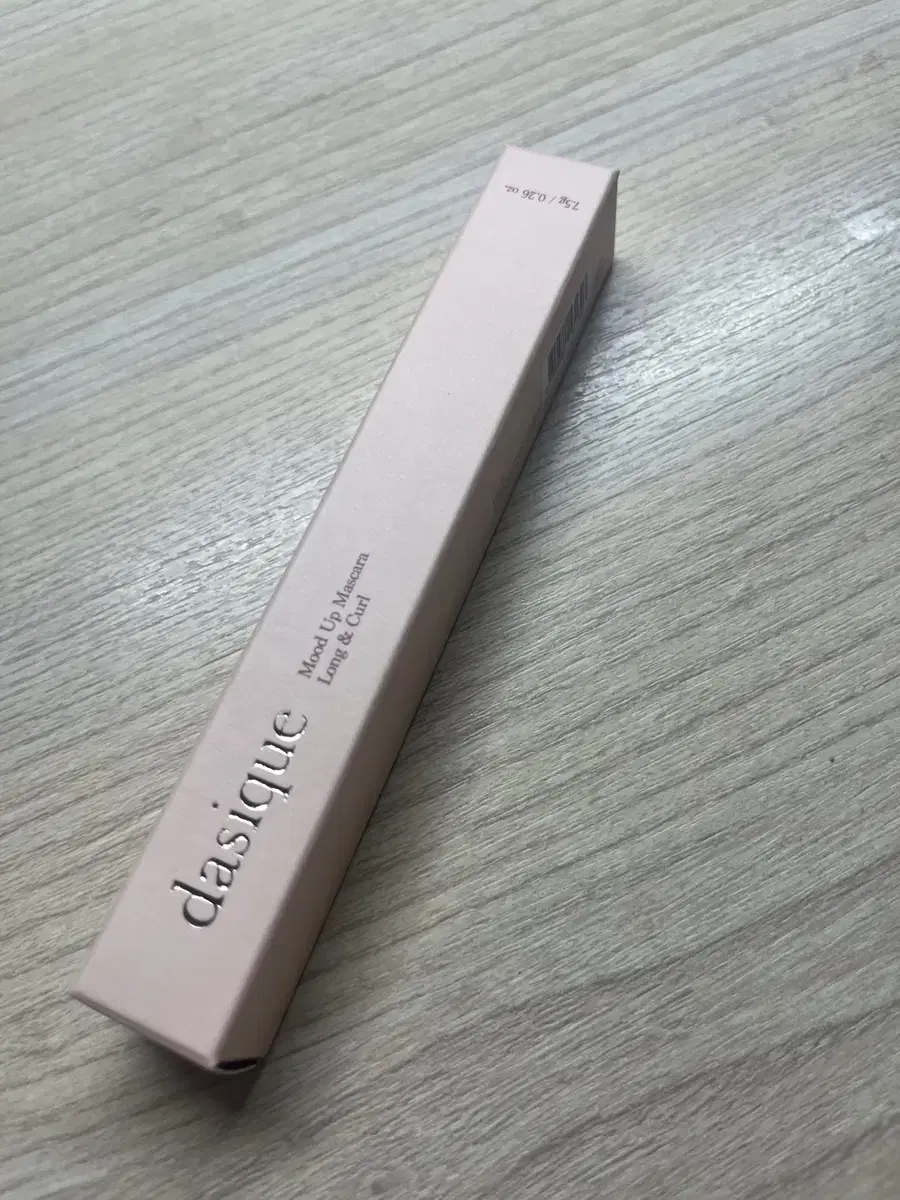 dasique
Mood Up Mascara
Long & Curl
7.5g / 0.26 oz.